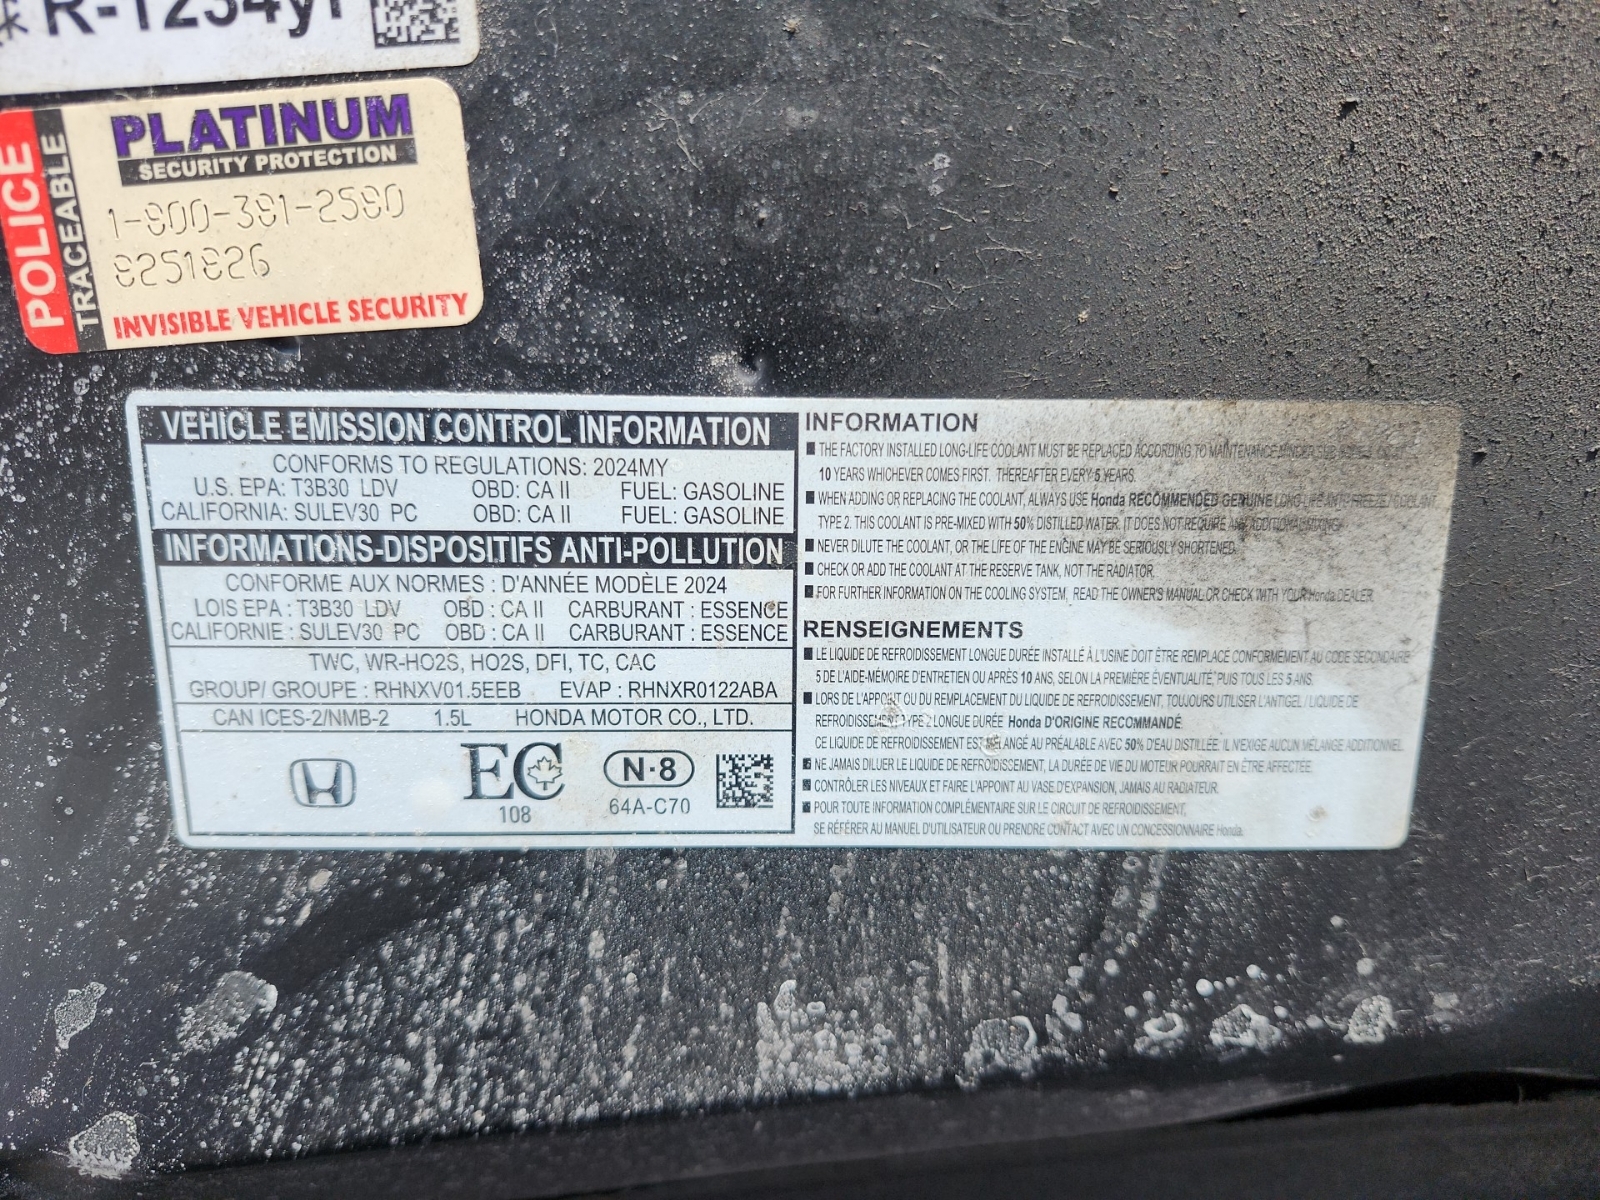 R-1234yf
POLICE
TRACEABLE
PLATINUM
SECURITY PROTECTION
1-800-381-2580
8251826
INVISIBLE VEHICLE SECURITY
VEHICLE EMISSION CONTROL INFORMATION
CONFORMS TO REGULATIONS: 2024MY
U.S. EPA: T3B30 LDV OBD: CA II FUEL: GASOLINE
CALIFORNIA: SULEV30 PC OBD: CA II FUEL: GASOLINE
INFORMATIONS-DISPOSITIFS ANTI-POLLUTION
CONFORME AUX NORMES : D'ANNÉE MODÈLE 2024
LOIS EPA : T3B30 LDV OBD : CA II CARBURANT : ESSENCE
CALIFORNIE : SULEV30 PC OBD : CA II CARBURANT : ESSENCE
TWC, WR-HO2S, HO2S, DFI, TC, CAC
GROUP/ GROUPE : RHNXV01.5EEB EVAP : RHNXR0122ABA
CAN ICES-2/NMB-2 1.5L HONDA MOTOR CO., LTD.
EC
108
N·8
64A-C70
INFORMATION
■ THE FACTORY INSTALLED LONG-LIFE COOLANT MUST BE REPLACED ACCORDING TO MAINTENANCE MINDER SUB
10 YEARS WHICHEVER COMES FIRST. THEREAFTER EVERY 5 YEARS.
■ WHEN ADDING OR REPLACING THE COOLANT, ALWAYS USE Honda RECOMMENDED GENUINE LONG-LIFE ANTI-FREEZE / COOLANT
TYPE 2. THIS COOLANT IS PRE-MIXED WITH 50% DISTILLED WATER. IT DOES NOT REQUIRE ANY ADDITIONAL MIXING.
■ NEVER DILUTE THE COOLANT, OR THE LIFE OF THE ENGINE MAY BE SERIOUSLY SHORTENED.
■ CHECK OR ADD THE COOLANT AT THE RESERVE TANK, NOT THE RADIATOR.
■ FOR FURTHER INFORMATION ON THE COOLING SYSTEM, READ THE OWNER'S MANUAL OR CHECK WITH YOUR Honda DEALER.
RENSEIGNEMENTS
■ LE LIQUIDE DE REFROIDISSEMENT LONGUE DURÉE INSTALLÉ À L'USINE DOIT ÊTRE REMPLACÉ CONFORMÉMENT AU CODE SECONDAIRE
5 DE L'AIDE-MÉMOIRE D'ENTRETIEN OU APRÈS 10 ANS, SELON LA PREMIÈRE ÉVENTUALITÉ, PUIS TOUS LES 5 ANS.
■ LORS DE L'APPOINT OU DU REMPLACEMENT DU LIQUIDE DE REFROIDISSEMENT, TOUJOURS UTILISER L'ANTIGEL / LIQUIDE DE
REFROIDISSEMENT TYPE 2 LONGUE DURÉE Honda D'ORIGINE RECOMMANDÉ.
CE LIQUIDE DE REFROIDISSEMENT EST MÉLANGÉ AU PRÉALABLE AVEC 50% D'EAU DISTILLÉE. IL N'EXIGE AUCUN MÉLANGE ADDITIONNEL.
■ NE JAMAIS DILUER LE LIQUIDE DE REFROIDISSEMENT, LA DURÉE DE VIE DU MOTEUR POURRAIT EN ÊTRE AFFECTÉE.
■ CONTRÔLER LES NIVEAUX ET FAIRE L'APPOINT AU VASE D'EXPANSION, JAMAIS AU RADIATEUR.
■ POUR TOUTE INFORMATION COMPLÉMENTAIRE SUR LE CIRCUIT DE REFROIDISSEMENT,
SE RÉFÉRER AU MANUEL D'UTILISATEUR OU PRENDRE CONTACT AVEC UN CONCESSIONNAIRE Honda.